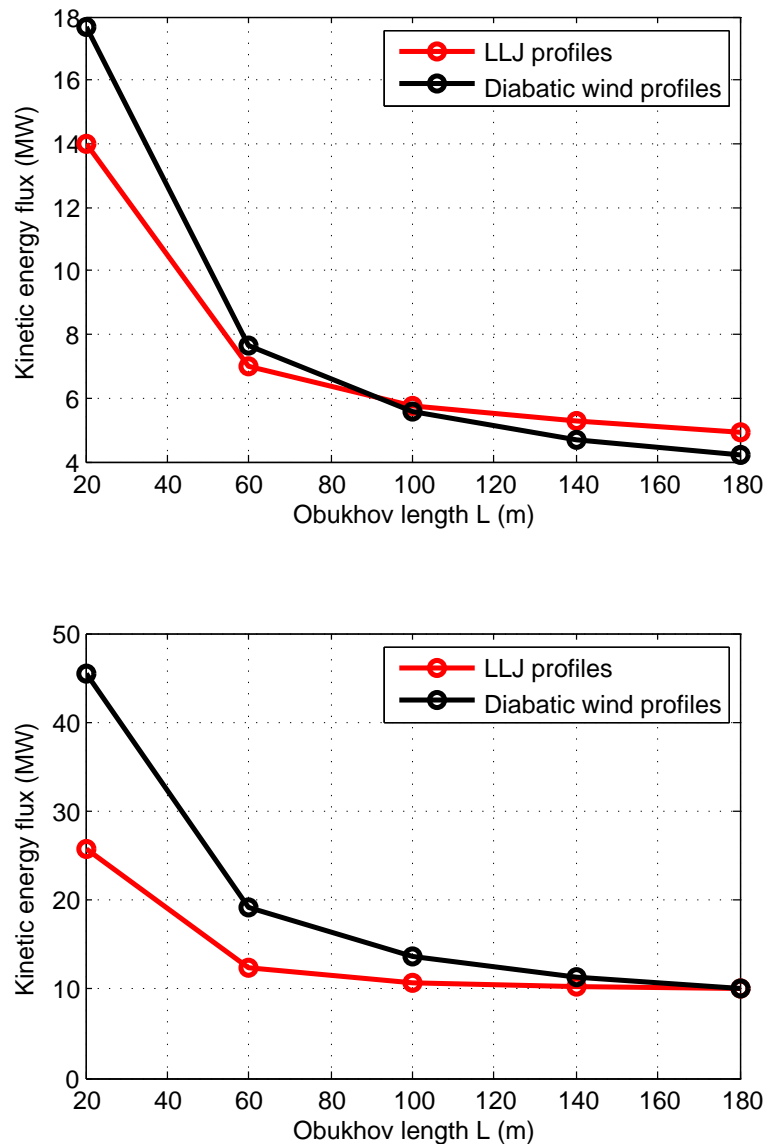 18
16
14
12
10
8
6
4
Kinetic energy flux (MW)
LLJ profiles
Diabatic wind profiles
20 40 60 80 100 120 140 160 180
Obukhov length L (m)
50
40
30
20
10
0
Kinetic energy flux (MW)
LLJ profiles
Diabatic wind profiles
20 40 60 80 100 120 140 160 180
Obukhov length L (m)